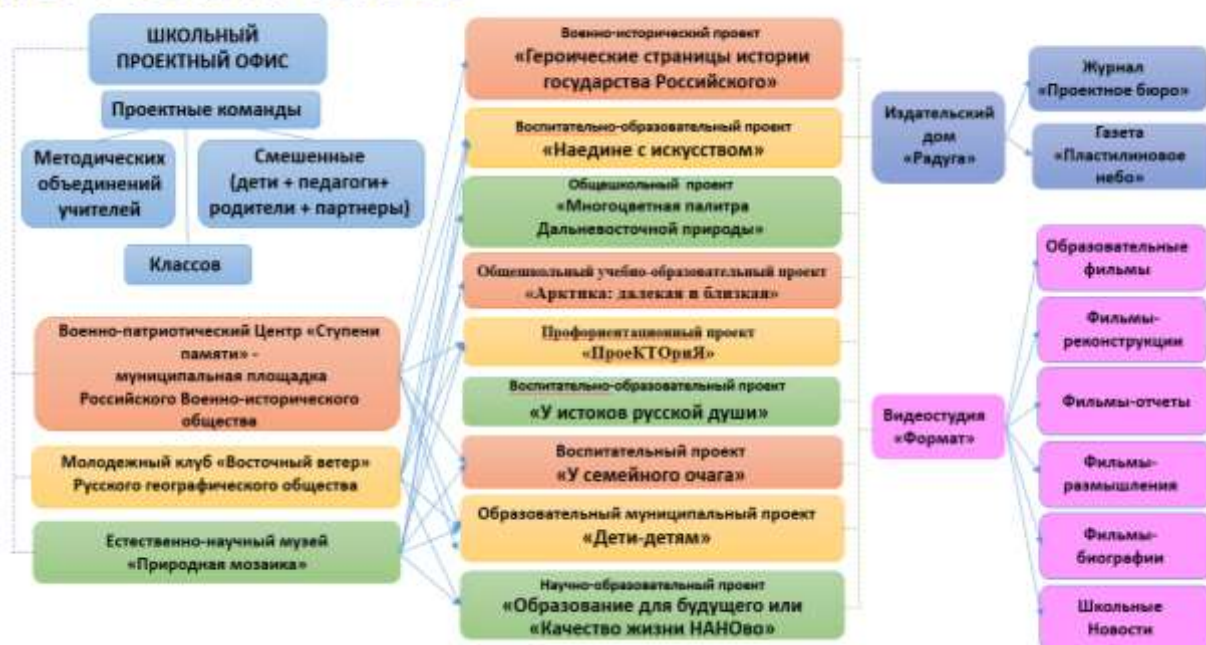 ШКОЛЬНЫЙ
ПРОЕКТНЫЙ ОФИС
Проектные команды
Методических
объединений
учителей
Смешенные
(дети + педагоги+
родители + партнеры)
Классов
Военно-патриотический Центр «Ступени
памяти» -
муниципальная площадка
Российского Военно-исторического
общества
Молодежный клуб «Восточный ветер»
Русского географического общества
Естественно-научный музей
«Природная мозаика»
Военно-исторический проект
«Героические страницы истории
государства Российского»
Воспитательно-образовательный проект
«Наедине с искусством»
Общешкольный проект
«Многоцветная палитра
Дальневосточной природы»
Общешкольный учебно-образовательный проект
«Арктика: далекая и близкая»
Профориентационный проект
«ПроеКТОриЯ»
Воспитательно-образовательный проект
«У истоков русской души»
Воспитательный проект
«У семейного очага»
Образовательный муниципальный проект
«Дети-детям»
Научно-образовательный проект
«Образование для будущего или
«Качество жизни НАНОво»
Издательский
дом
«Радуга»
Журнал
«Проектное бюро»
Газета
«Пластилиновое
небо»
Видеостудия
«Формат»
Образовательные
фильмы
Фильмы-
реконструкции
Фильмы-отчеты
Фильмы-
размышления
Фильмы-
биографии
Школьные
Новости